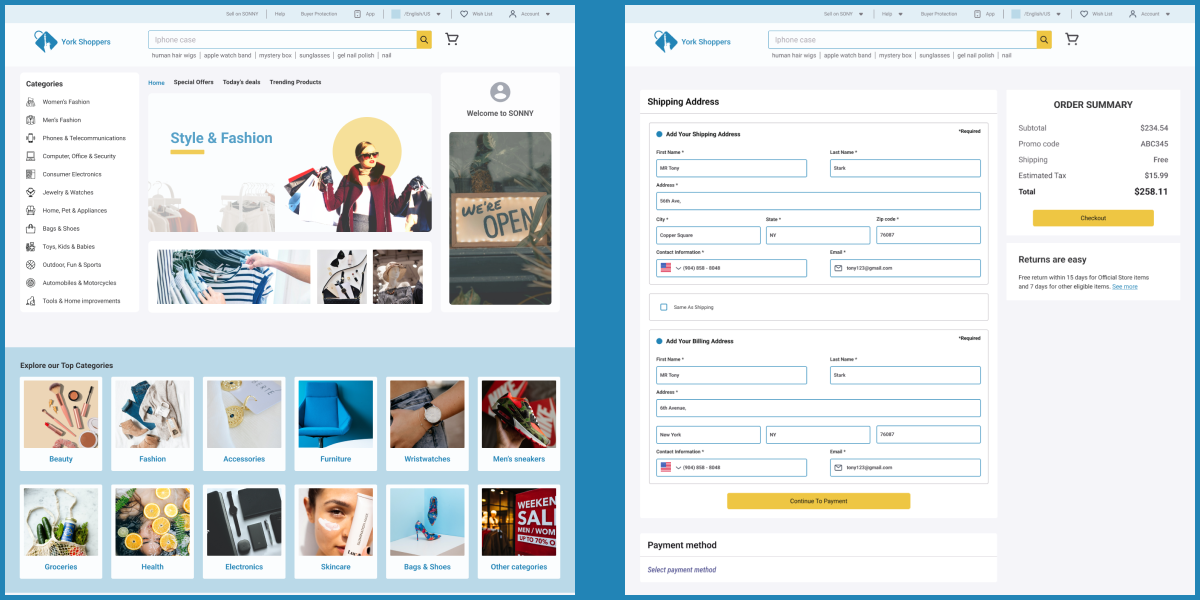 Sell on SONNY
Help
Buyer Protection
App
/English/US
Wish List
Account
York Shoppers
Iphone case
human hair wigs
apple watch band
mystery box
sunglasses
gel nail polish
nail
Categories
Women's Fashion
Men's Fashion
Phones & Telecommunications
Computer, Office & Security
Consumer Electronics
Jewelry & Watches
Home, Pet & Appliances
Bags & Shoes
Toys, Kids & Babies
Outdoor, Fun & Sports
Automobiles & Motorcycles
Tools & Home improvements
Home
Special Offers
Today's deals
Trending Products
Style & Fashion
Welcome to SONNY
WE'RE
OPEN
Explore our Top Categories
Beauty
Fashion
Accessories
Furniture
Wristwatches
Men's sneakers
WEEKEN
SAL
MEN / WOM
UP TO 70% O
Groceries
Health
Electronics
Skincare
Bags & Shoes
Other categories
Sell on SONY
Help
Buyer Protection
App
/English/US
Wish List
Account
York Shoppers
Iphone case
human hair wigs
apple watch band
mystery box
sunglasses
gel nail polish
nail
Shipping Address
Add Your Shipping Address
*Required
First Name *
Last Name *
MR Tony
Stark
Address *
56th Ave,
City *
State *
Zip code *
Copper Square
NY
76087
Contact Information *
Email *
(904) 858 - 8048
tony123@gmail.com
Same As Shipping
Add Your Billing Address
*Required
First Name *
Last Name *
MR Tony
Stark
Address *
6th Avenue,
New York
NY
76087
Contact Information *
Email *
(904) 858 - 8048
tony123@gmail.com
Continue To Payment
Payment method
Select payment method
ORDER SUMMARY
Subtotal $234.54
Promo code ABC345
Shipping Free
Estimated Tax $15.99
Total $258.11
Checkout
Returns are easy
Free return within 15 days for Official Store items
and 7 days for other eligible items. See more